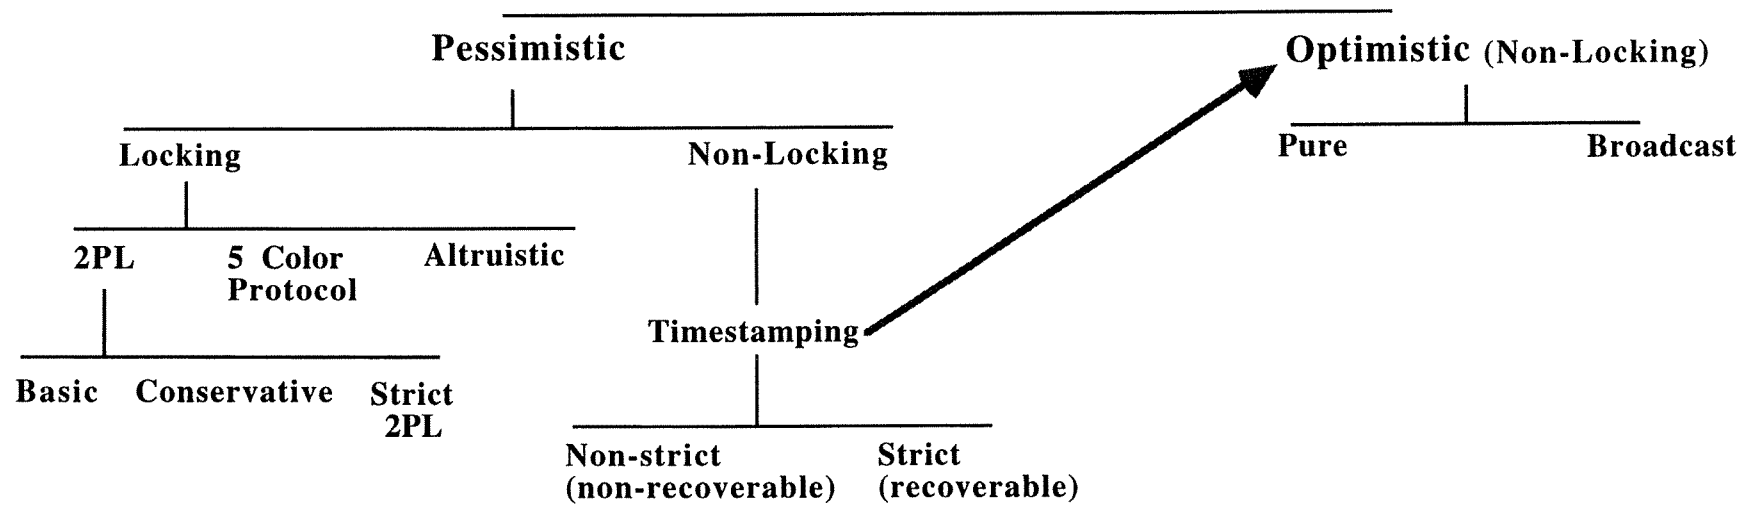 Pessimistic
Optimistic (Non-Locking)
Locking
Non-Locking
Pure
Broadcast
2PL
5 Color
Protocol
Altruistic
Timestamping
Basic
Conservative
Strict
2PL
Non-strict
(non-recoverable)
Strict
(recoverable)